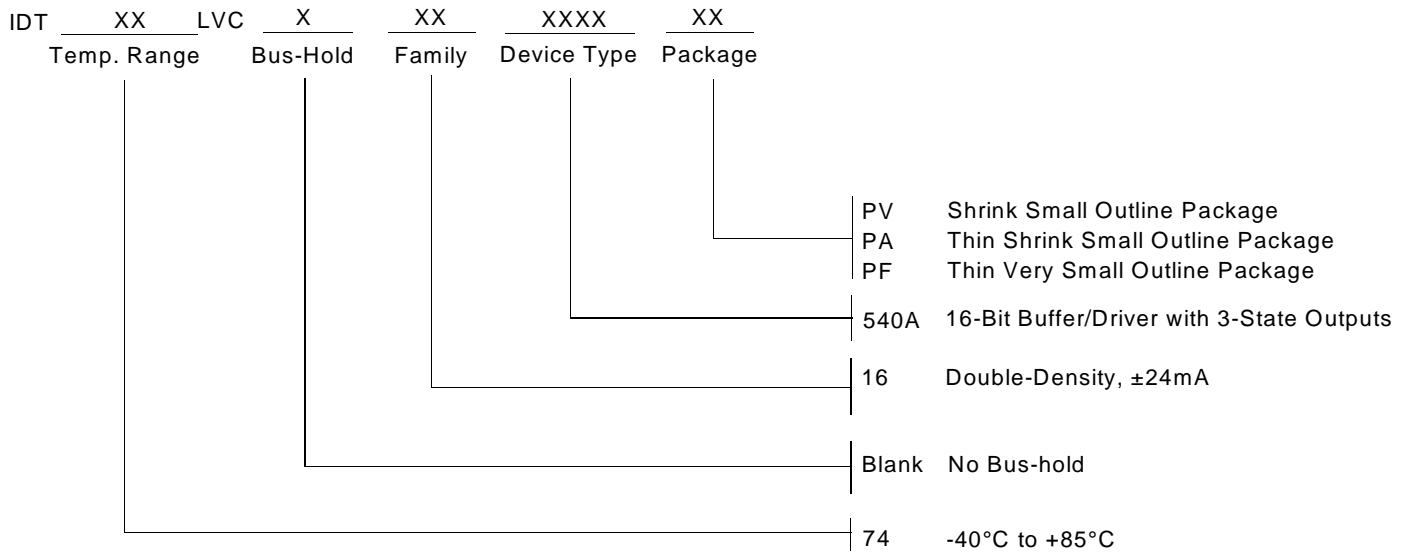 IDT XX LVC X XX XXXX XX
Temp. Range Bus-Hold Family Device Type Package
PV Shrink Small Outline Package
PA Thin Shrink Small Outline Package
PF Thin Very Small Outline Package
540A 16-Bit Buffer/Driver with 3-State Outputs
16 Double-Density, ±24mA
Blank No Bus-hold
74 -40°C to +85°C